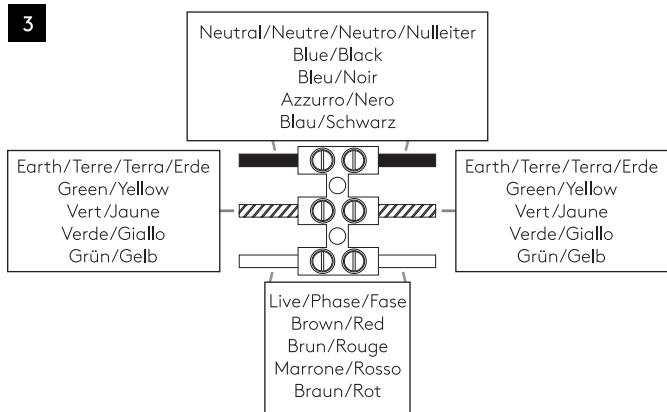 3
Neutral/Neutre/Neutro/Nulleiter
Blue/Black
Bleu/Noir
Azzurro/Nero
Blau/Schwarz
Earth/Terre/Terra/Erde
Green/Yellow
Vert/Jaune
Verde/Giallo
Grün/Gelb
Earth/Terre/Terra/Erde
Green/Yellow
Vert/Jaune
Verde/Giallo
Grün/Gelb
Live/Phase/Fase
Brown/Red
Brun/Rouge
Marrone/Rosso
Braun/Rot